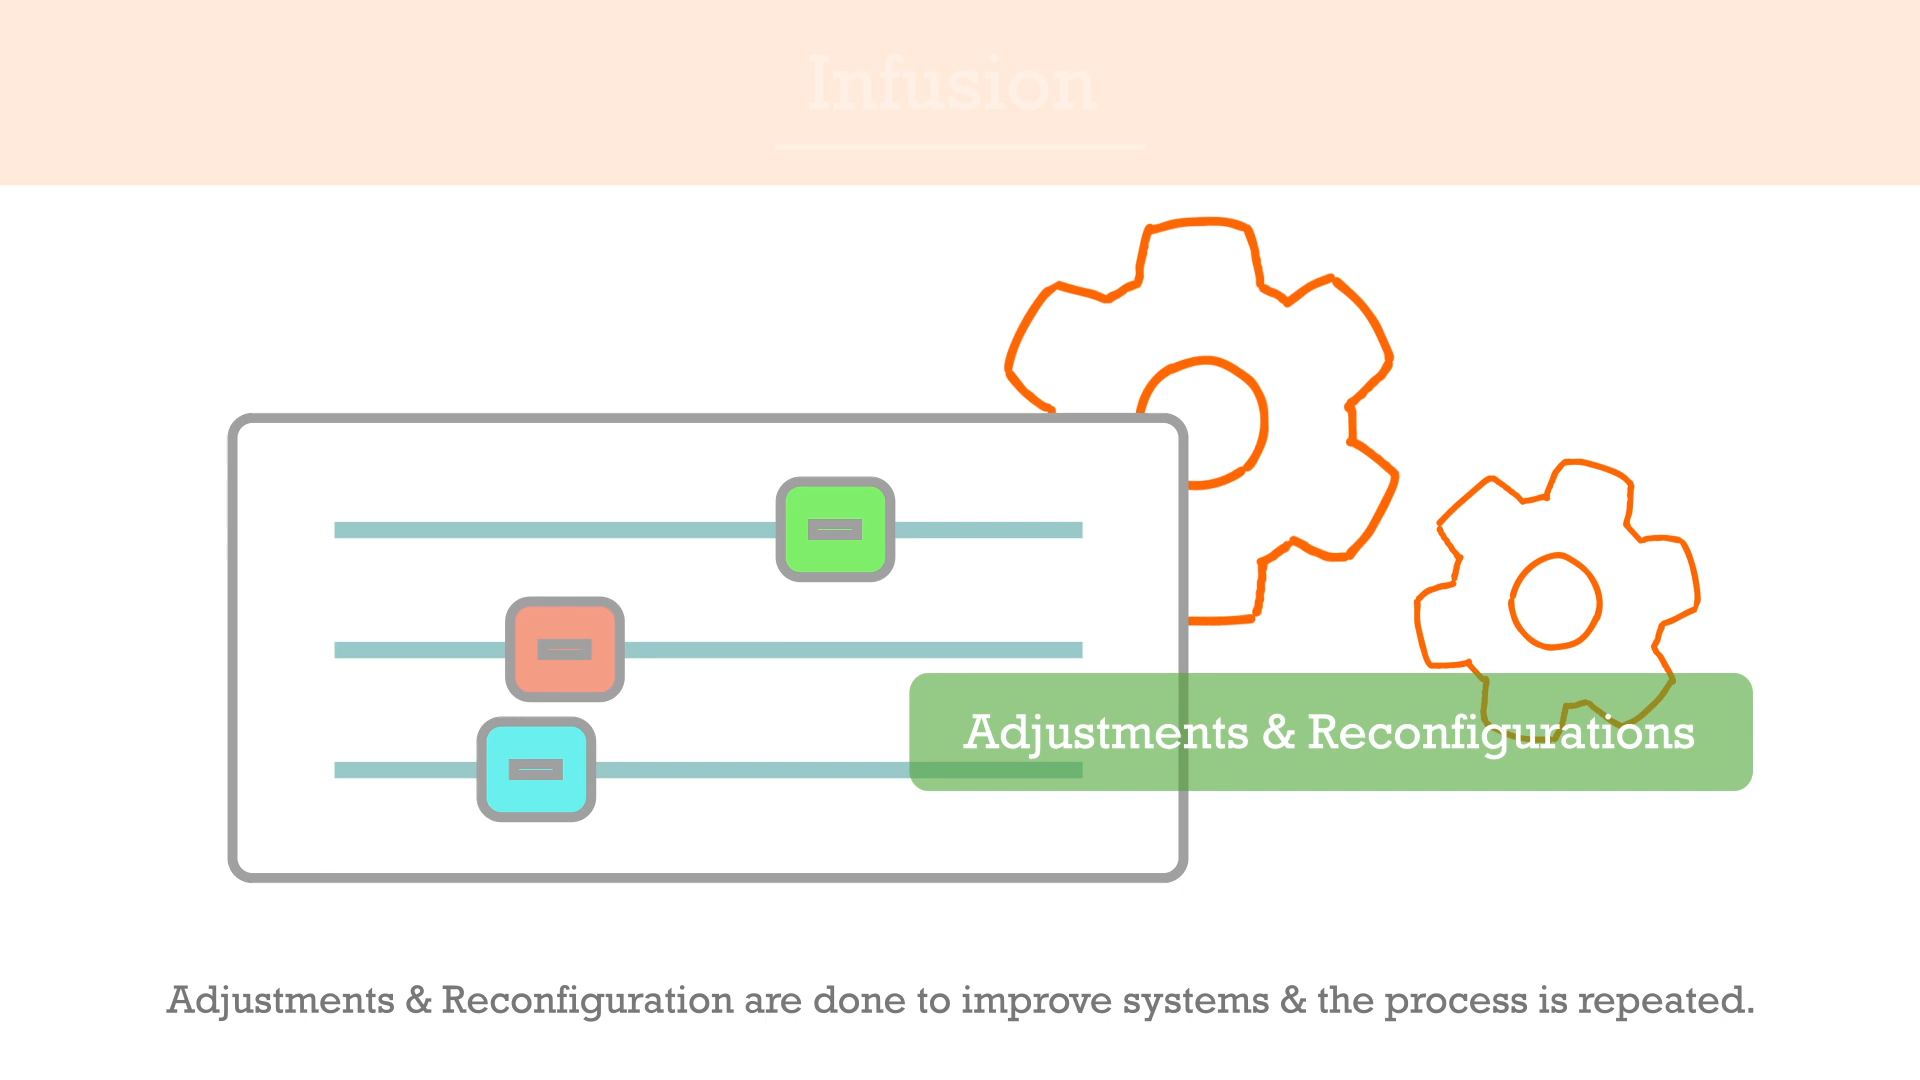 Infusion
Adjustments & Reconfigurations
Adjustments & Reconfiguration are done to improve systems & the process is repeated.